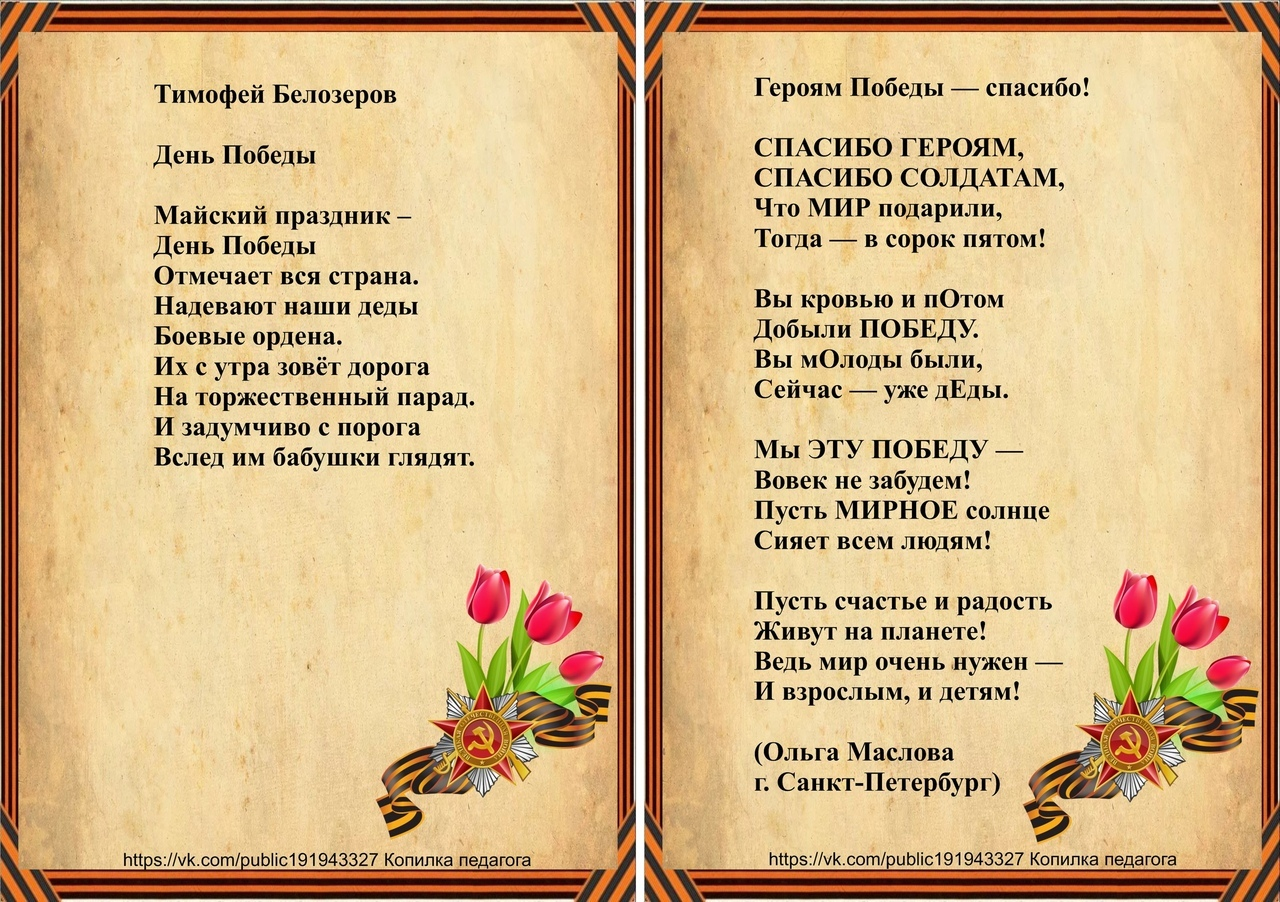 Тимофей Белозеров
День Победы
Майский праздник –
День Победы
Отмечает вся страна.
Надевают наши деды
Боевые ордена.
Их с утра зовёт дорога
На торжественный парад.
И задумчиво с порога
Вслед им бабушки глядят.
https://vk.com/public191943327 Копилка педагога
Героям Победы — спасибо!
СПАСИБО ГЕРОЯМ,
СПАСИБО СОЛДАТАМ,
Что МИР подарили,
Тогда — в сорок пятом!
Вы кровью и пОтом
Добыли ПОБЕДУ.
Вы мОлоды были,
Сейчас — уже дЕды.
Мы ЭТУ ПОБЕДУ —
Вовек не забудем!
Пусть МИРНОЕ солнце
Сияет всем людям!
Пусть счастье и радость
Живут на планете!
Ведь мир очень нужен —
И взрослым, и детям!
(Ольга Маслова
г. Санкт-Петербург)
https://vk.com/public191943327 Копилка педагога